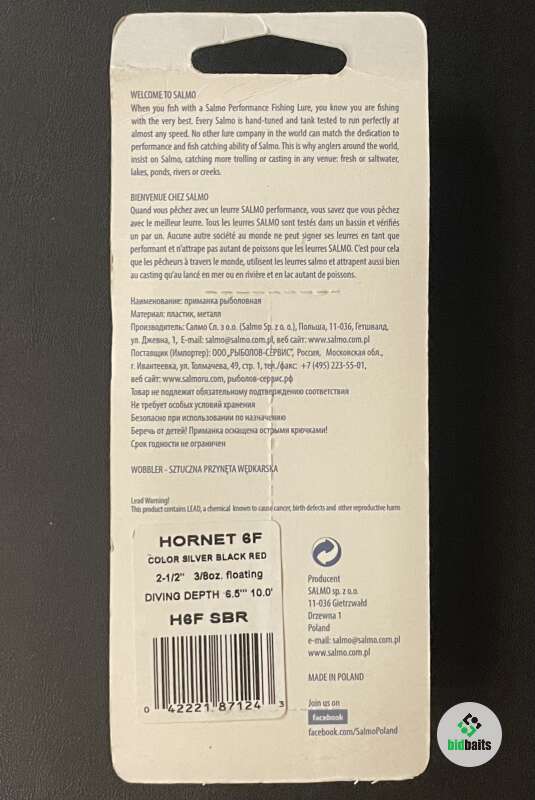 WELCOME TO SALMO
When you fish with a Salmo Performance Fishing Lure, you know you are fishing
with the very best. Every Salmo is hand-tuned and tank tested to run perfectly at
almost any speed. No other lure company in the world can match the dedication to
performance and fish catching ability of Salmo. This is why anglers around the world,
insist on Salmo, catching more trolling or casting in any venue: fresh or saltwater,
lakes, ponds, rivers or creeks.
BIENVENUE CHEZ SALMO
Quand vous pêchez avec un leurre SALMO performance, vous savez que vous pêchez
avec le meilleur leurre. Tous les leurres SALMO sont testés dans un bassin et vérifiés
un par un. Aucune autre société au monde ne peut signer ses leurres en tant que
performant et n'attrape pas autant de poissons que les leurres SALMO. C'est pour cela
que les pêcheurs à travers le monde, utilisent les leurres salmo et attrapent aussi bien
au casting qu'au lancé en mer ou en rivière et en lac autant de poissons.
Наименование: приманка рыболовная
Материал: пластик, металл
Производитель: Салмо Сп. з о.о. (Salmo Sp. z o. o.), Польша, 11-036, Гетшвалд,
ул. Джевна, 1, E-mail: salmo@salmo.com.pl, веб сайт: www.salmo.com.pl
Поставщик (Импортер): ООО „РЫБОЛОВ-СЕРВИС", Россия, Московская обл.,
г. Ивантеевка, ул. Толмачева, 49, стр. 1, тел./факс: +7 (495) 223-55-01,
веб сайт: www.salmoru.com, рыболов-сервис.рф
Товар не подлежит обязательному подтверждению соответствия
Не требует особых условий хранения
Безопасно при использовании по назначению
Беречь от детей! Приманка оснащена острыми крючками!
Срок годности не ограничен
WOBBLER - SZTUCZNA PRZYNĘTA WĘDKARSKA
Lead Warning!
This product contains LEAD, a chemical known to cause cancer, birth defects and other reproductive harm
HORNET 6F
COLOR SILVER BLACK RED
2-1/2" 3/8oz. floating
DIVING DEPTH 6.5'" 10.0'
H6F SBR
0 42221 87124 3
Producent
SALMO sp. z o.o.
11-036 Gietrzwałd
Drzewna 1
Poland
e-mail: salmo@salmo.com.pl
www.salmo.com.pl
MADE IN POLAND
Join us on
facebook
facebook.com/SalmoPoland
bidbaits